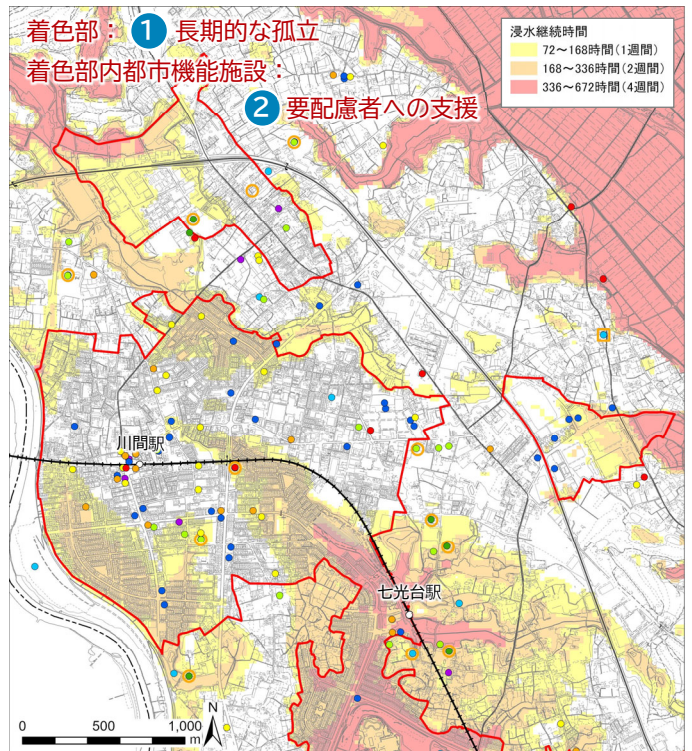 着色部： ❶ 長期的な孤立
着色部内都市機能施設：
❷ 要配慮者への支援
浸水継続時間
72～168時間(1週間)
168～336時間(2週間)
336～672時間(4週間)
川間駅
七光台駅
N
0 500 1,000
m